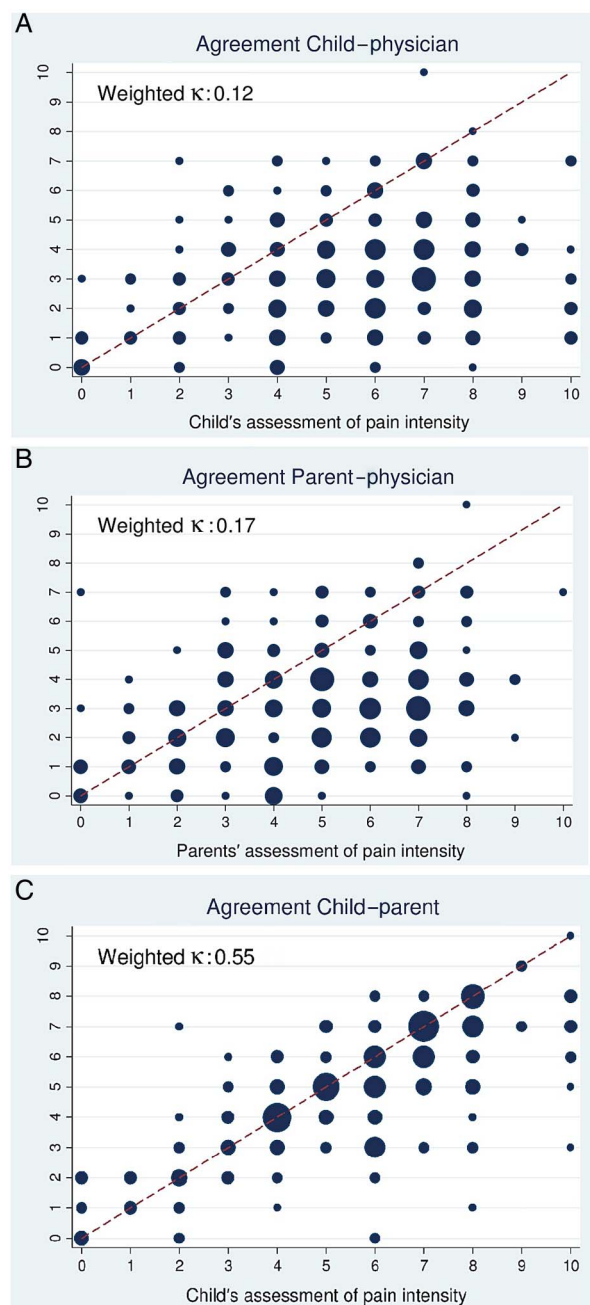 A
Agreement Child–physician
Weighted κ:0.12
10
9
8
7
6
5
4
3
2
1
0
0 1 2 3 4 5 6 7 8 9 10
Child's assessment of pain intensity
B
Agreement Parent–physician
Weighted κ:0.17
10
9
8
7
6
5
4
3
2
1
0
0 1 2 3 4 5 6 7 8 9 10
Parents' assessment of pain intensity
C
Agreement Child–parent
Weighted κ:0.55
10
9
8
7
6
5
4
3
2
1
0
0 1 2 3 4 5 6 7 8 9 10
Child's assessment of pain intensity